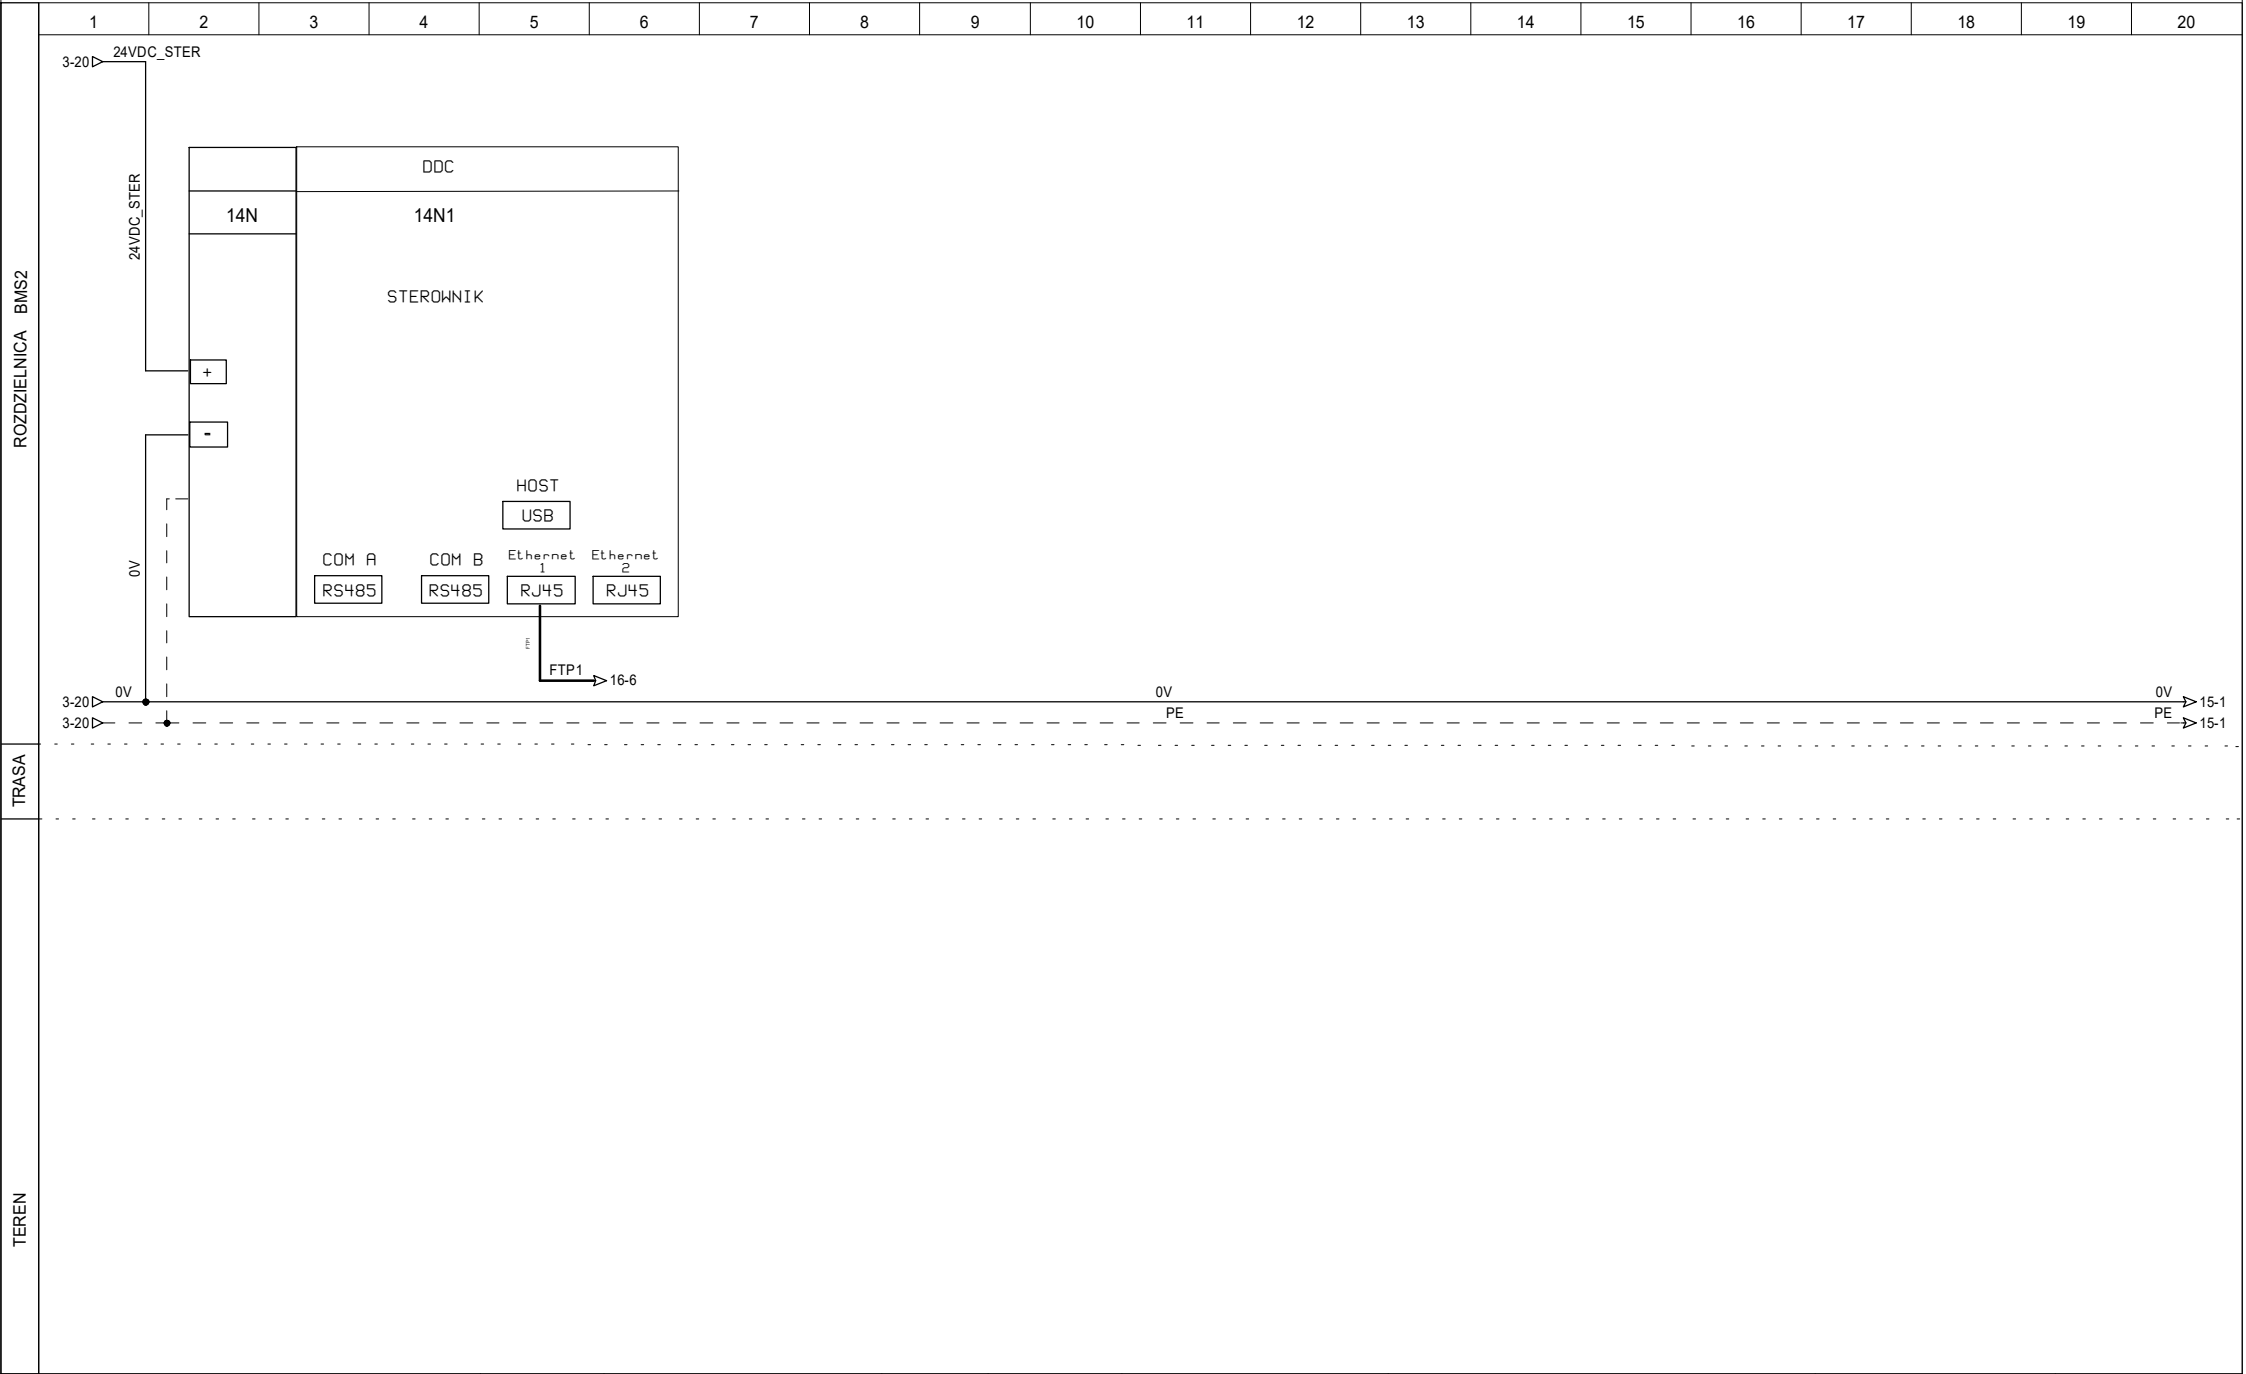 1 2 3 4 5 6 7 8 9 10 11 12 13 14 15 16 17 18 19 20
24VDC_STER
3-20
24VDC_STER
DDC
14N 14N1
STEROWNIK
ROZDZIELNICA BMS2
+
-
HOST
USB
0V
COM A COM B Ethernet 1 Ethernet 2
RS485 RS485 RJ45 RJ45
FTP1
FTP1
16-6
3-20 0V 0V 0V 15-1
3-20 PE PE 15-1
TRASA
TEREN